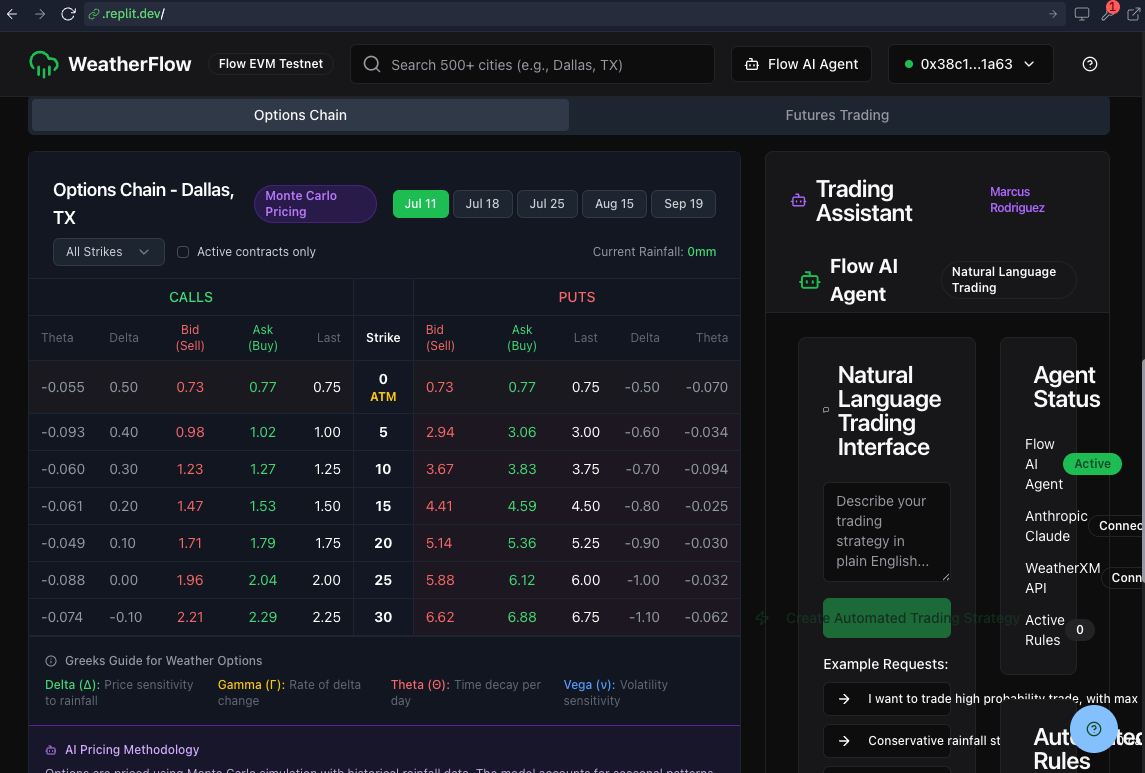 .replit.dev/
1
WeatherFlow
Flow EVM Testnet
Search 500+ cities (e.g., Dallas, TX)
Flow AI Agent
0x38c1...1a63
Options Chain
Futures Trading
Options Chain - Dallas,
TX
Monte Carlo
Pricing
Jul 11
Jul 18
Jul 25
Aug 15
Sep 19
All Strikes
Active contracts only
Current Rainfall: 0mm
CALLS
PUTS
Theta Delta Bid (Sell) Ask (Buy) Last Strike Bid (Sell) Ask (Buy) Last Delta Theta
-0.055 0.50 0.73 0.77 0.75 0 ATM 0.73 0.77 0.75 -0.50 -0.070
-0.093 0.40 0.98 1.02 1.00 5 2.94 3.06 3.00 -0.60 -0.034
-0.060 0.30 1.23 1.27 1.25 10 3.67 3.83 3.75 -0.70 -0.094
-0.061 0.20 1.47 1.53 1.50 15 4.41 4.59 4.50 -0.80 -0.025
-0.049 0.10 1.71 1.79 1.75 20 5.14 5.36 5.25 -0.90 -0.030
-0.088 0.00 1.96 2.04 2.00 25 5.88 6.12 6.00 -1.00 -0.032
-0.074 -0.10 2.21 2.29 2.25 30 6.62 6.88 6.75 -1.10 -0.062
Greeks Guide for Weather Options
Delta (Δ): Price sensitivity
to rainfall
Gamma (Γ): Rate of delta
change
Theta (Θ): Time decay per
day
Vega (ν): Volatility
sensitivity
AI Pricing Methodology
Options are priced using Monte Carlo simulation with historical rainfall data. The model accounts for seasonal patterns,
Trading
Assistant
Marcus
Rodriguez
Flow AI
Agent
Natural Language
Trading
Natural
Language
Trading
Interface
Describe your
trading
strategy in
plain English...
Create Automated Trading Strategy
Example Requests:
I want to trade high probability trade, with max
Conservative rainfall st
Agent
Status
Flow
AI
Agent
Active
Anthropic
Claude
Connec
WeatherXM
API
Conn
Active
Rules
0
Rules